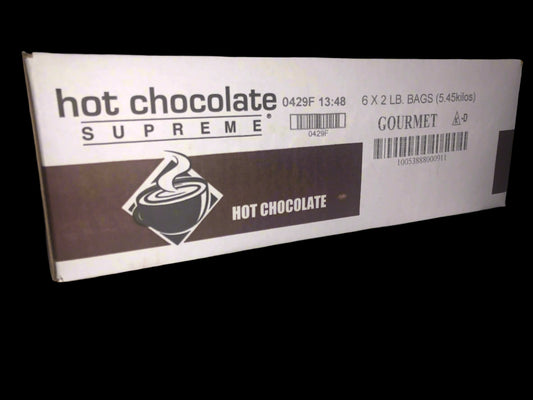 hot chocolate
SUPREME®
0429F 13:48
0429F
HOT CHOCOLATE
6 X 2 LB. BAGS (5.45kilos)
GOURMET K-D
10053888000911